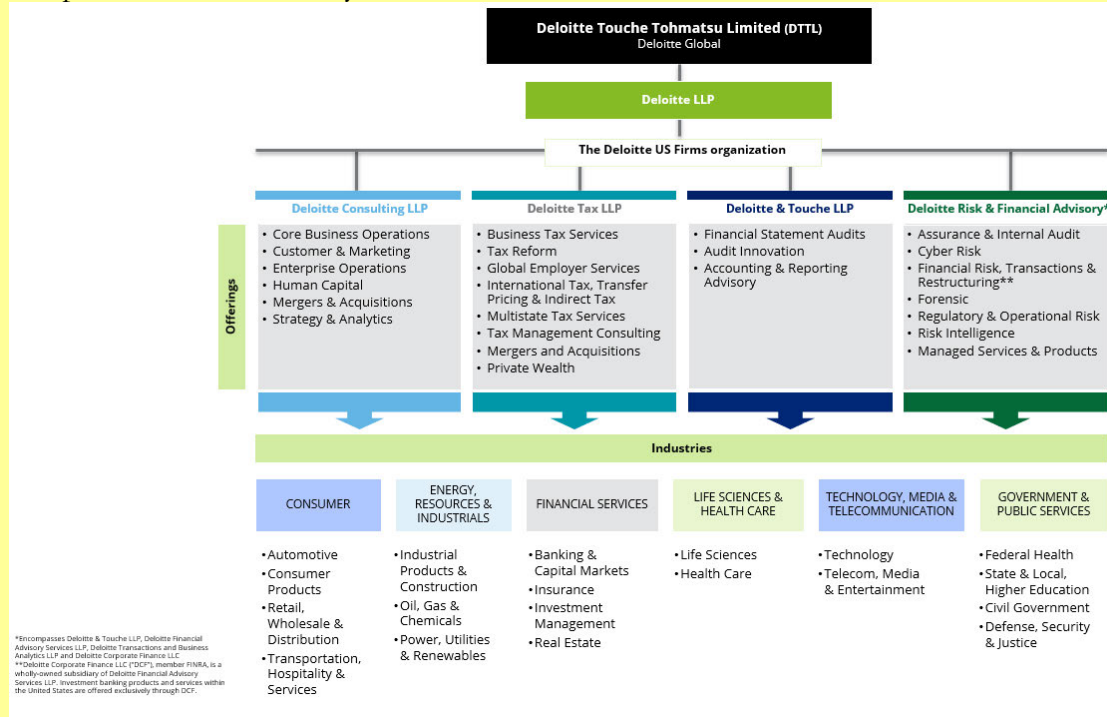 Deloitte Touche Tohmatsu Limited (DTTL)
Deloitte Global
Deloitte LLP
The Deloitte US Firms organization
Deloitte Consulting LLP
Deloitte Tax LLP
Deloitte & Touche LLP
Deloitte Risk & Financial Advisory*
Offerings
• Core Business Operations
• Customer & Marketing
• Enterprise Operations
• Human Capital
• Mergers & Acquisitions
• Strategy & Analytics
• Business Tax Services
• Tax Reform
• Global Employer Services
• International Tax, Transfer
Pricing & Indirect Tax
• Multistate Tax Services
• Tax Management Consulting
• Mergers and Acquisitions
• Private Wealth
• Financial Statement Audits
• Audit Innovation
• Accounting & Reporting
Advisory
• Assurance & Internal Audit
• Cyber Risk
• Financial Risk, Transactions &
Restructuring**
• Forensic
• Regulatory & Operational Risk
• Risk Intelligence
• Managed Services & Products
Industries
CONSUMER
• Automotive
• Consumer
Products
• Retail,
Wholesale &
Distribution
• Transportation,
Hospitality &
Services
ENERGY,
RESOURCES &
INDUSTRIALS
• Industrial
Products &
Construction
• Oil, Gas &
Chemicals
• Power, Utilities
& Renewables
FINANCIAL SERVICES
• Banking &
Capital Markets
• Insurance
• Investment
Management
• Real Estate
LIFE SCIENCES &
HEALTH CARE
• Life Sciences
• Health Care
TECHNOLOGY, MEDIA &
TELECOMMUNICATION
• Technology
• Telecom, Media
& Entertainment
GOVERNMENT &
PUBLIC SERVICES
• Federal Health
• State & Local,
Higher Education
• Civil Government
• Defense, Security
& Justice
*Encompasses Deloitte & Touche LLP, Deloitte Financial
Advisory Services LLP, Deloitte Transactions and Business
Analytics LLP and Deloitte Corporate Finance LLC
**Deloitte Corporate Finance LLC ("DCF"), member FINRA, is a
wholly-owned subsidiary of Deloitte Financial Advisory
Services LLP. Investment banking products and services within
the United States are offered exclusively through DCF.